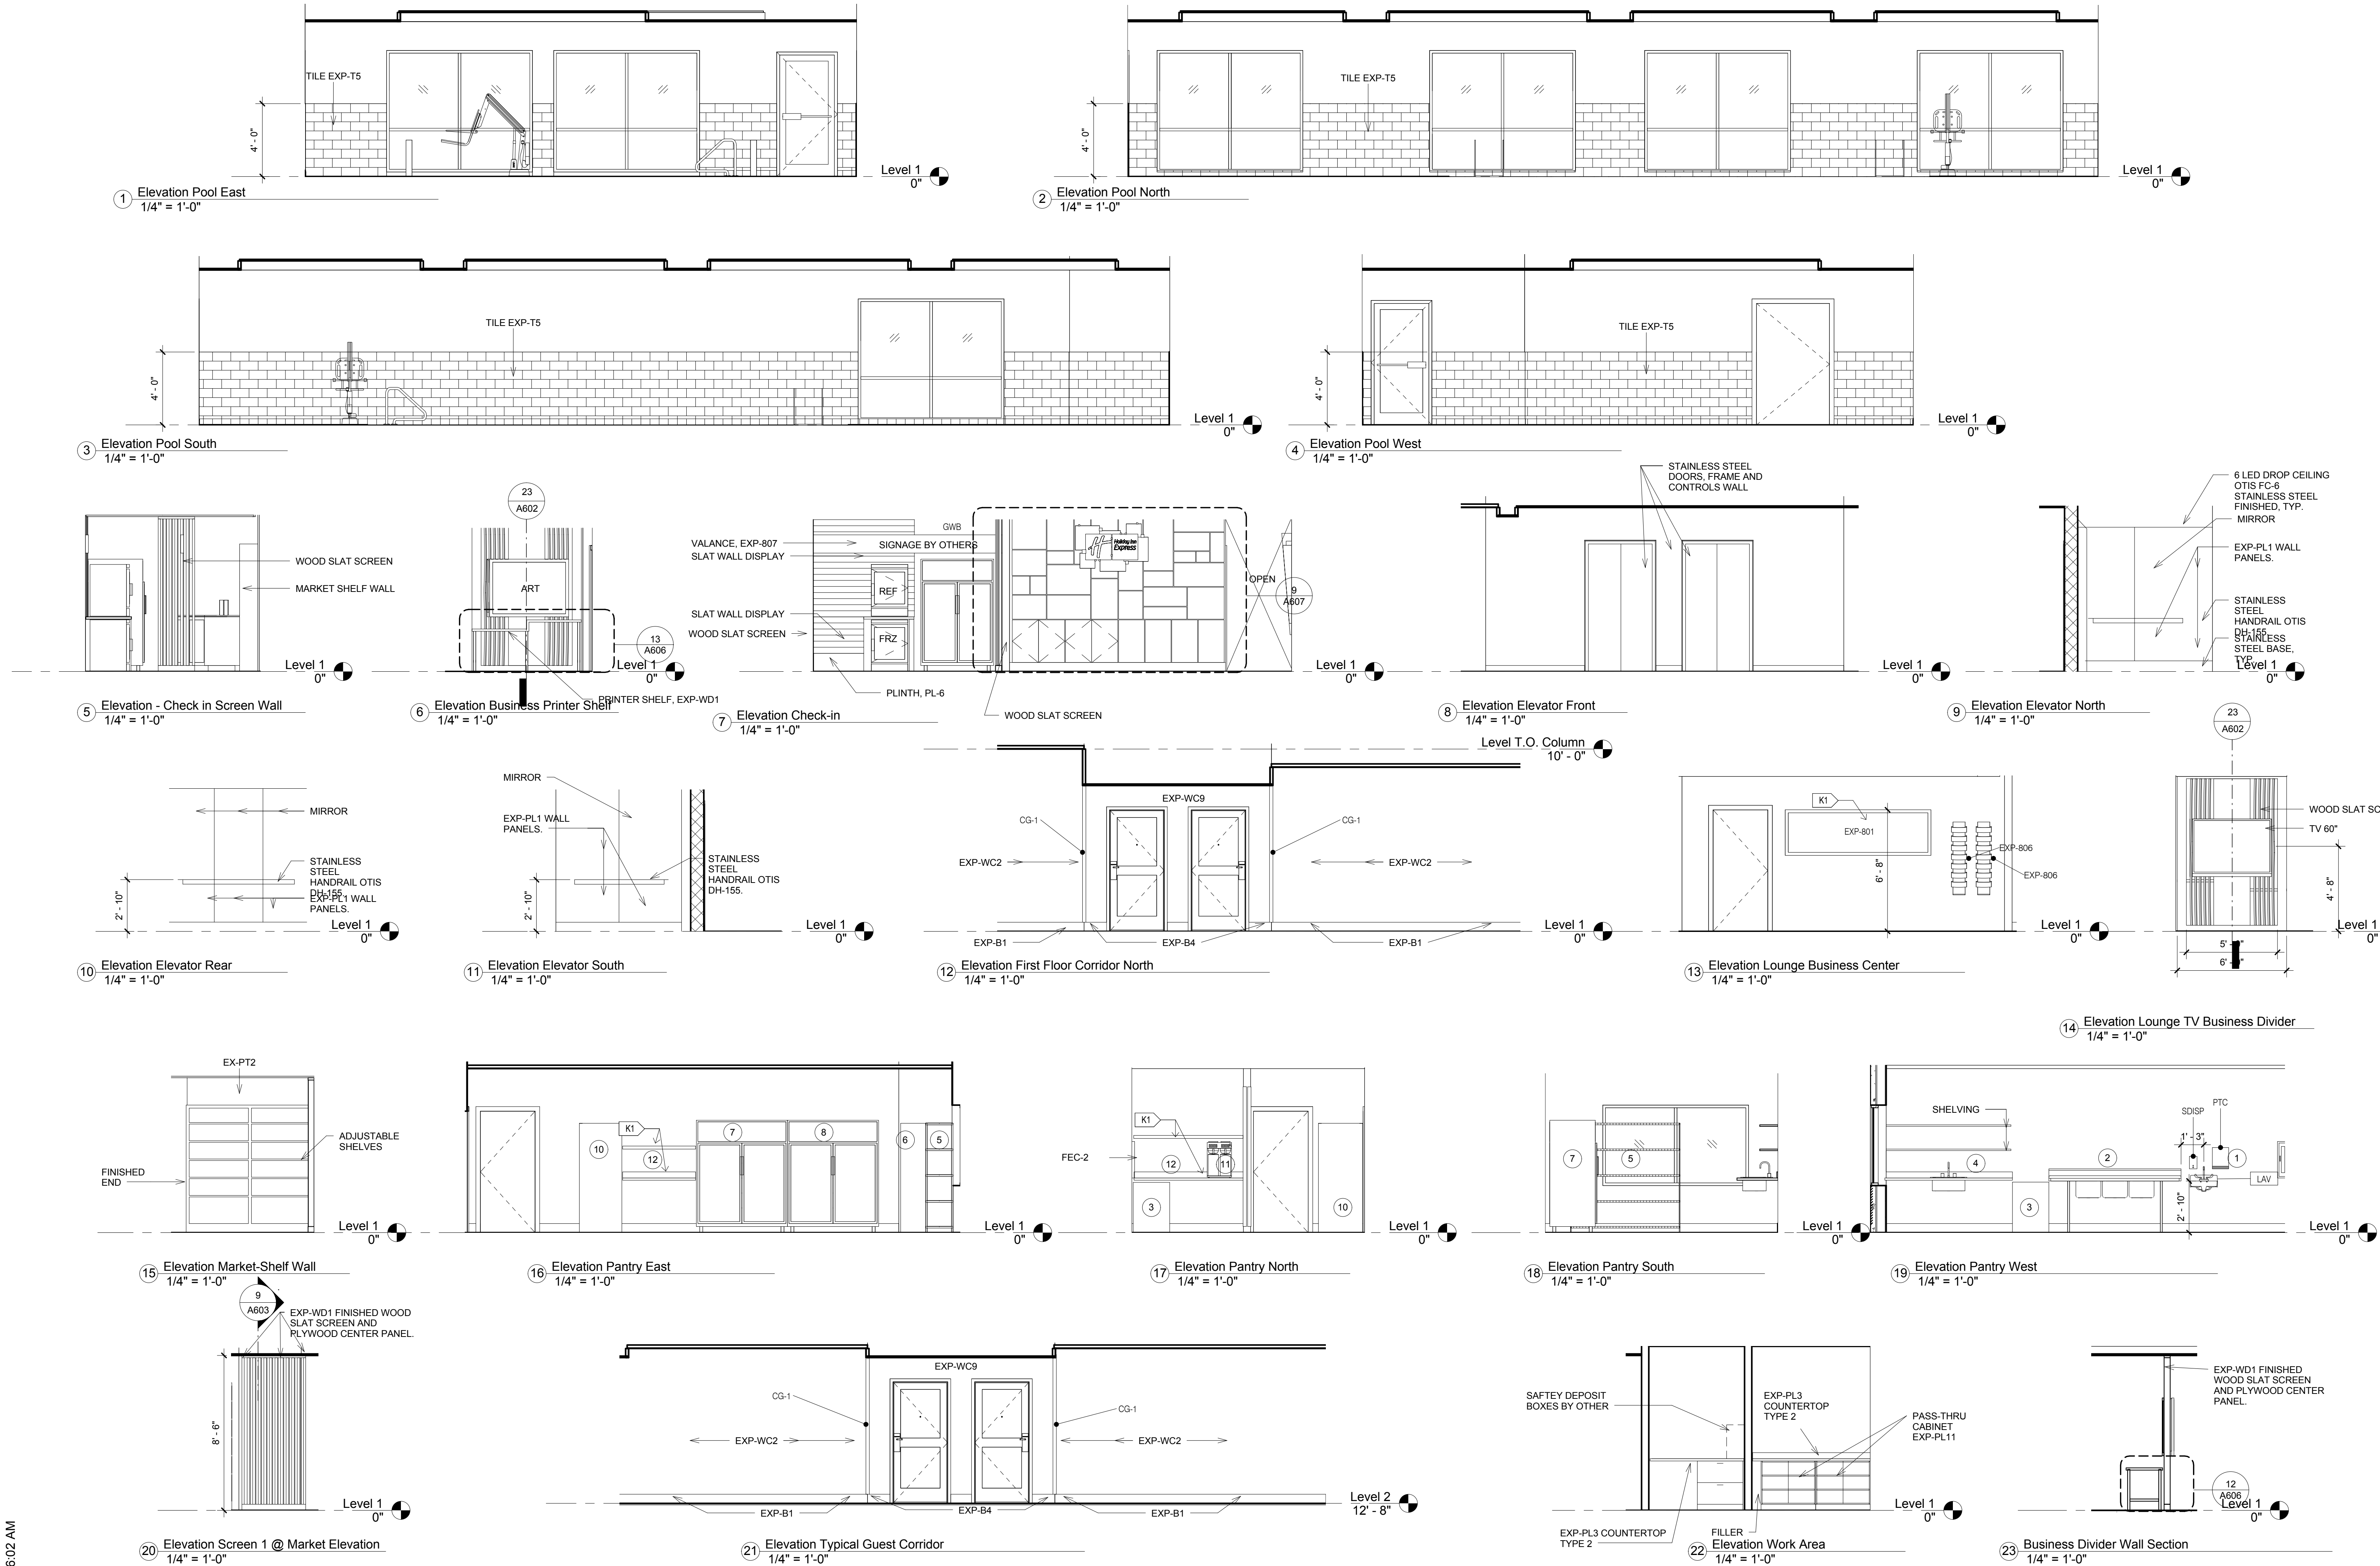 TILE EXP-T5
4' - 0"
Level 1
0"
1
Elevation Pool East
1/4" = 1'-0"
TILE EXP-T5
4' - 0"
Level 1
0"
2
Elevation Pool North
1/4" = 1'-0"
TILE EXP-T5
4' - 0"
Level 1
0"
3
Elevation Pool South
1/4" = 1'-0"
TILE EXP-T5
4' - 0"
Level 1
0"
4
Elevation Pool West
1/4" = 1'-0"
WOOD SLAT SCREEN
MARKET SHELF WALL
Level 1
0"
5
Elevation - Check in Screen Wall
1/4" = 1'-0"
23
A602
ART
13
A606
Level 1
0"
PRINTER SHELF, EXP-WD1
6
Elevation Business Printer Shelf
1/4" = 1'-0"
VALANCE, EXP-807
SLAT WALL DISPLAY
SLAT WALL DISPLAY
WOOD SLAT SCREEN
GWB
SIGNAGE BY OTHERS
REF
FRZ
Holiday Inn
Express
OPEN
9
A607
PLINTH, PL-6
WOOD SLAT SCREEN
Level 1
0"
7
Elevation Check-in
1/4" = 1'-0"
STAINLESS STEEL
DOORS, FRAME AND
CONTROLS WALL
Level 1
0"
8
Elevation Elevator Front
1/4" = 1'-0"
6 LED DROP CEILING
OTIS FC-6
STAINLESS STEEL
FINISHED, TYP.
MIRROR
EXP-PL1 WALL
PANELS.
STAINLESS
STEEL
HANDRAIL OTIS
DH-155.
STAINLESS
STEEL BASE,
TYP.
Level 1
0"
9
Elevation Elevator North
1/4" = 1'-0"
MIRROR
STAINLESS
STEEL
HANDRAIL OTIS
DH-155.
EXP-PL1 WALL
PANELS.
2' - 10"
Level 1
0"
10
Elevation Elevator Rear
1/4" = 1'-0"
MIRROR
EXP-PL1 WALL
PANELS.
STAINLESS
STEEL
HANDRAIL OTIS
DH-155.
2' - 10"
Level 1
0"
11
Elevation Elevator South
1/4" = 1'-0"
Level T.O. Column
10' - 0"
EXP-WC9
CG-1
CG-1
EXP-WC2
EXP-WC2
EXP-B1
EXP-B4
EXP-B1
Level 1
0"
12
Elevation First Floor Corridor North
1/4" = 1'-0"
K1
EXP-801
6' - 8"
EXP-806
EXP-806
Level 1
0"
13
Elevation Lounge Business Center
1/4" = 1'-0"
23
A602
WOOD SLAT SC
TV 60"
4' - 8"
Level 1
0"
14
Elevation Lounge TV Business Divider
1/4" = 1'-0"
EX-PT2
ADJUSTABLE
SHELVES
FINISHED
END
Level 1
0"
15
Elevation Market-Shelf Wall
1/4" = 1'-0"
10
K1
12
7
8
6
5
Level 1
0"
16
Elevation Pantry East
1/4" = 1'-0"
K1
FEC-2
12
11
3
10
Level 1
0"
17
Elevation Pantry North
1/4" = 1'-0"
7
5
Level 1
0"
18
Elevation Pantry South
1/4" = 1'-0"
SHELVING
SDISP
PTC
1' - 3"
4
2
1
LAV
3
2' - 10"
Level 1
0"
19
Elevation Pantry West
1/4" = 1'-0"
9
A603
EXP-WD1 FINISHED WOOD
SLAT SCREEN AND
PLYWOOD CENTER PANEL.
8' - 6"
Level 1
0"
20
Elevation Screen 1 @ Market Elevation
1/4" = 1'-0"
EXP-WC9
CG-1
CG-1
EXP-WC2
EXP-WC2
EXP-B1
EXP-B4
EXP-B1
Level 2
12' - 8"
21
Elevation Typical Guest Corridor
1/4" = 1'-0"
SAFTEY DEPOSIT
BOXES BY OTHER
EXP-PL3
COUNTERTOP
TYPE 2
PASS-THRU
CABINET
EXP-PL11
EXP-PL3 COUNTERTOP
TYPE 2
FILLER
Level 1
0"
22
Elevation Work Area
1/4" = 1'-0"
EXP-WD1 FINISHED
WOOD SLAT SCREEN
AND PLYWOOD CENTER
PANEL.
12
A606
Level 1
0"
23
Business Divider Wall Section
1/4" = 1'-0"
6:02 AM